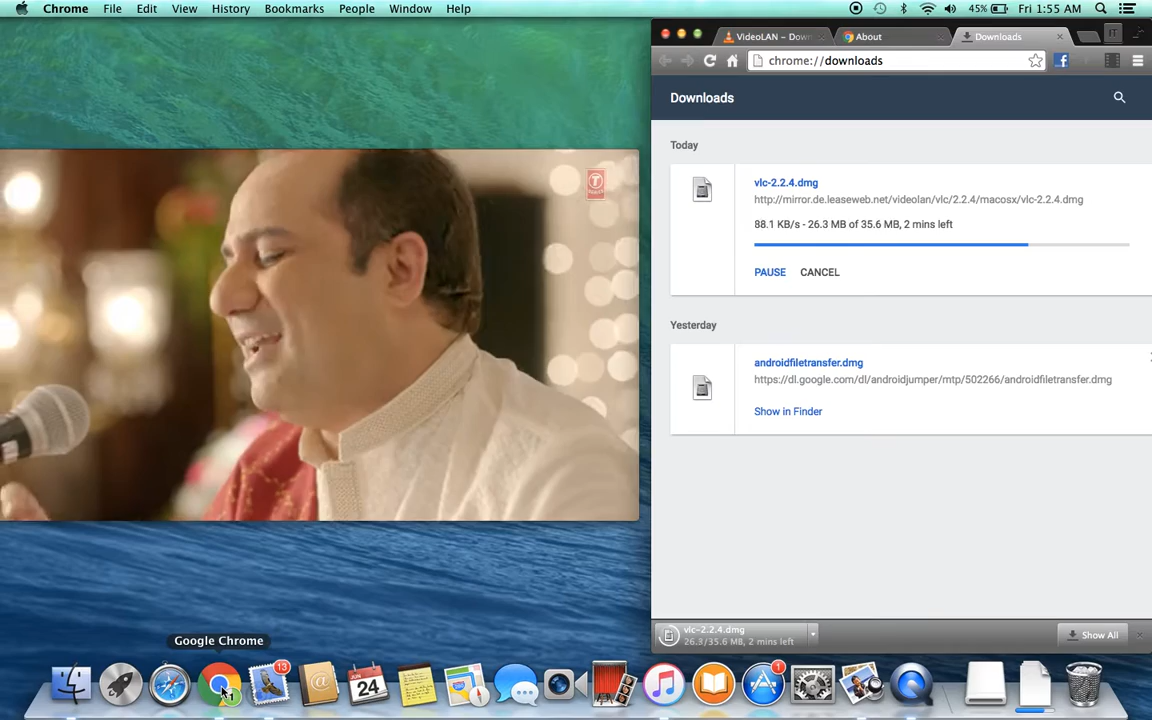 Chrome File Edit View History Bookmarks People Window Help 45% Fri 1:55 AM
VideoLAN - Down
About
Downloads
IT
chrome://downloads
Downloads
Today
vlc-2.2.4.dmg
http://mirror.de.leaseweb.net/videolan/vlc/2.2.4/macosx/vlc-2.2.4.dmg
88.1 KB/s - 26.3 MB of 35.6 MB, 2 mins left
PAUSE CANCEL
Yesterday
androidfiletransfer.dmg
https://dl.google.com/dl/androidjumper/mtp/502266/androidfiletransfer.dmg
Show in Finder
vlc-2.2.4.dmg
26.3/35.6 MB, 2 mins left
Show All
T
Google Chrome
1
13
JUN
24
1